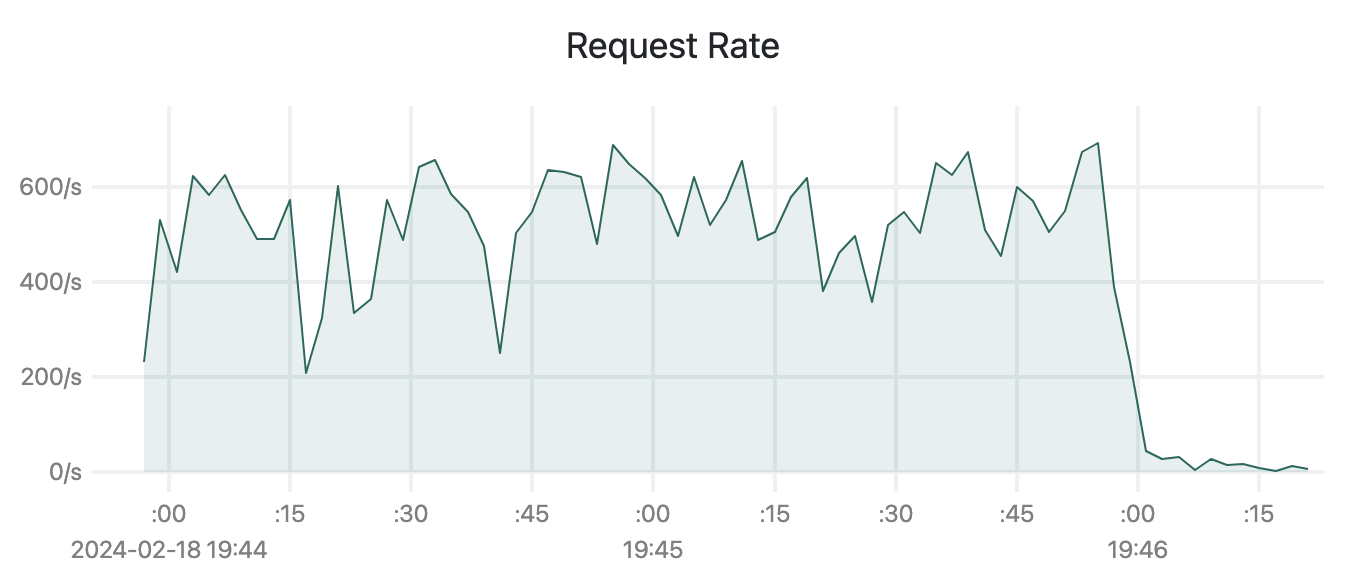 Request Rate
600/s
400/s
200/s
0/s
:00 :15 :30 :45 :00 :15 :30 :45 :00 :15
2024-02-18 19:44 19:45 19:46